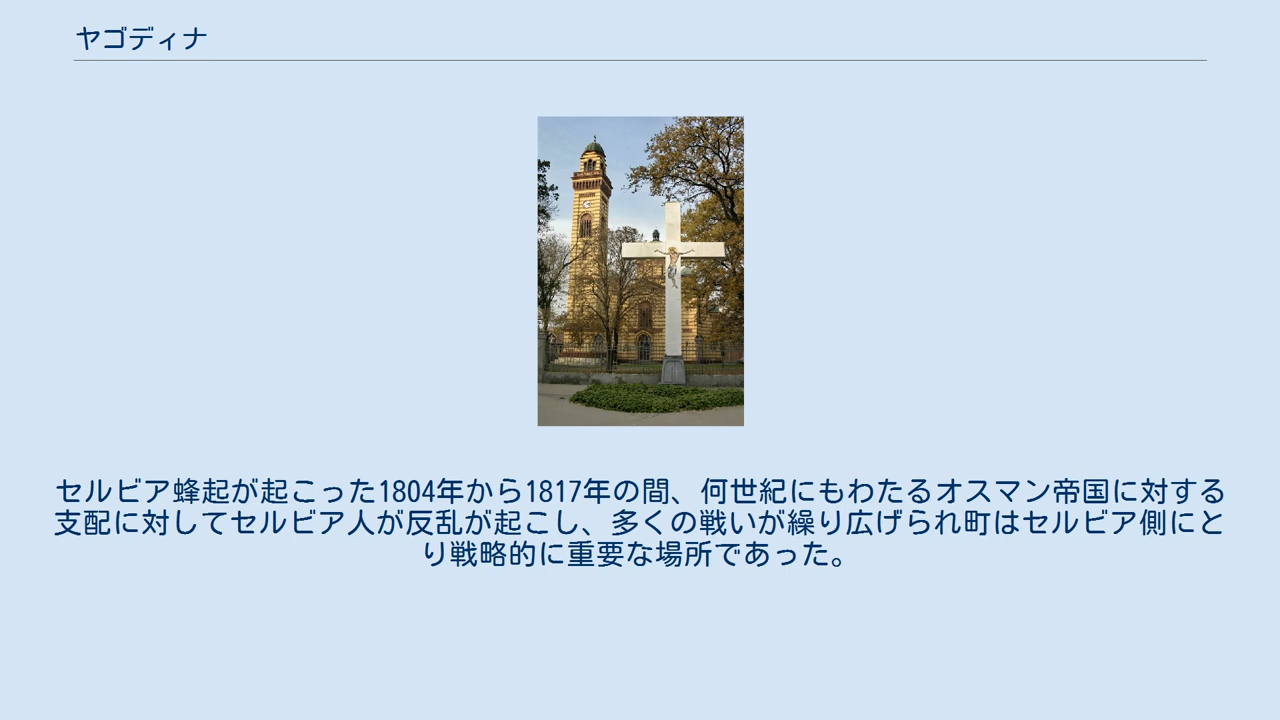 ヤゴディナ
セルビア蜂起が起こった1804年から1817年の間、何世紀にもわたるオスマン帝国に対する
支配に対してセルビア人が反乱が起こし、多くの戦いが繰り広げられ町はセルビア側にと
り戦略的に重要な場所であった。